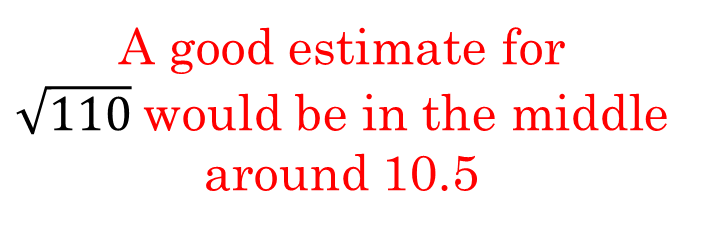 A good estimate for
√110 would be in the middle
around 10.5